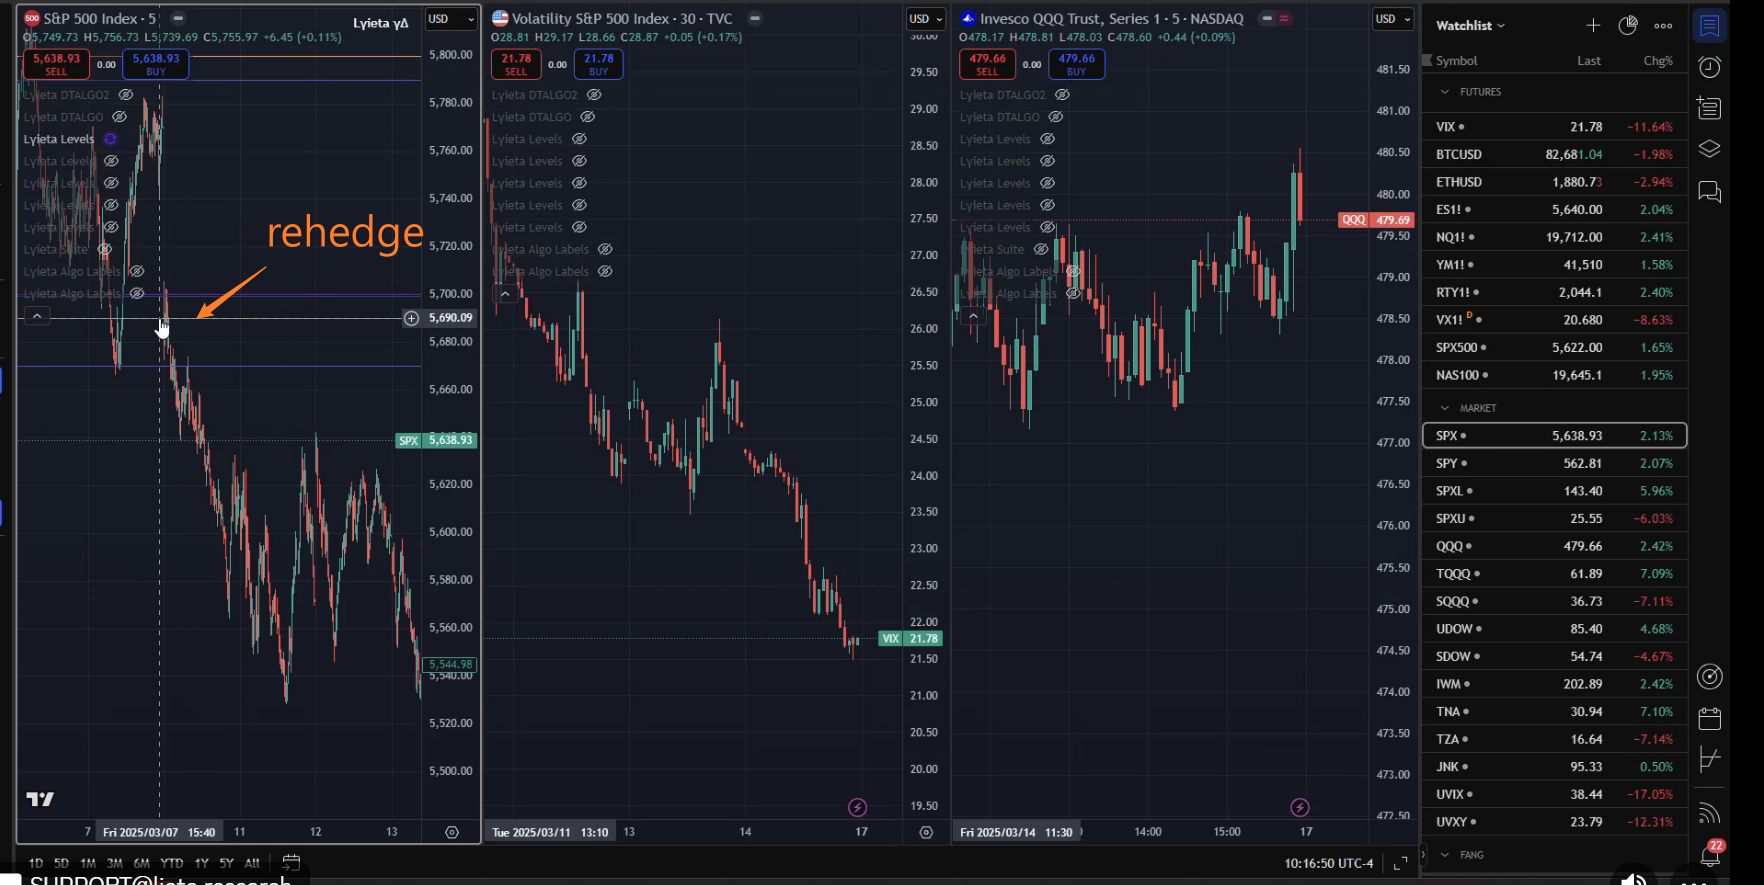 S&P 500 Index · 5
Lyieta γΔ
USD
O5,749.73 H5,756.73 L5,739.69 C5,755.97 +6.45 (+0.11%)
5,638.93
SELL
0.00
5,638.93
BUY
Lyieta DTALGO2
Lyieta DTALGO
Lyieta Levels
Lyieta Levels
Lyieta Levels
Lyieta Levels
Lyieta Levels
Lyieta Suite
Lyieta Algo Labels
Lyieta Algo Labels
rehedge
5,800.00
5,780.00
5,760.00
5,740.00
5,720.00
5,700.00
5,690.09
5,680.00
5,660.00
SPX 5,638.93
5,620.00
5,600.00
5,580.00
5,560.00
5,544.98
5,540.00
5,520.00
5,500.00
7
Fri 2025/03/07 15:40
11
12
13
Volatility S&P 500 Index · 30 · TVC
USD
O28.81 H29.17 L28.66 C28.87 +0.05 (+0.17%)
21.78
SELL
0.00
21.78
BUY
Lyieta DTALGO2
Lyieta DTALGO
Lyieta Levels
Lyieta Levels
Lyieta Levels
Lyieta Levels
Lyieta Levels
Lyieta Algo Labels
Lyieta Algo Labels
30.00
29.50
29.00
28.50
28.00
27.50
27.00
26.50
26.00
25.50
25.00
24.50
24.00
23.50
23.00
22.50
22.00
VIX 21.78
21.50
21.00
20.50
20.00
19.50
Tue 2025/03/11 13:10
13
14
17
Invesco QQQ Trust, Series 1 · 5 · NASDAQ
USD
O478.17 H478.81 L478.03 C478.60 +0.44 (+0.09%)
479.66
SELL
0.00
479.66
BUY
Lyieta DTALGO2
Lyieta DTALGO
Lyieta Levels
Lyieta Levels
Lyieta Levels
Lyieta Levels
Lyieta Levels
Lyieta Suite
Lyieta Algo Labels
Lyieta Algo Labels
481.50
481.00
480.50
480.00
QQQ 479.69
479.50
479.00
478.50
478.00
477.50
477.00
476.50
476.00
475.50
475.00
474.50
474.00
473.50
473.00
472.50
Fri 2025/03/14 11:30
14:00
15:00
17
1D 5D 1M 3M 6M YTD 1Y 5Y All
10:16:50 UTC-4
Watchlist
Symbol Last Chg%
FUTURES
VIX 21.78 −11.64%
BTCUSD 82,681.04 −1.98%
ETHUSD 1,880.73 −2.94%
ES1! 5,640.00 2.04%
NQ1! 19,712.00 2.41%
YM1! 41,510 1.58%
RTY1! 2,044.1 2.40%
VX1! D 20.680 −8.63%
SPX500 5,622.00 1.65%
NAS100 19,645.1 1.95%
MARKET
SPX 5,638.93 2.13%
SPY 562.81 2.07%
SPXL 143.40 5.96%
SPXU 25.55 −6.03%
QQQ 479.66 2.42%
TQQQ 61.89 7.09%
SQQQ 36.73 −7.11%
UDOW 85.40 4.68%
SDOW 54.74 −4.67%
IWM 202.89 2.42%
TNA 30.94 7.10%
TZA 16.64 −7.14%
JNK 95.33 0.50%
UVIX 38.44 −17.05%
UVXY 23.79 −12.31%
FANG
22